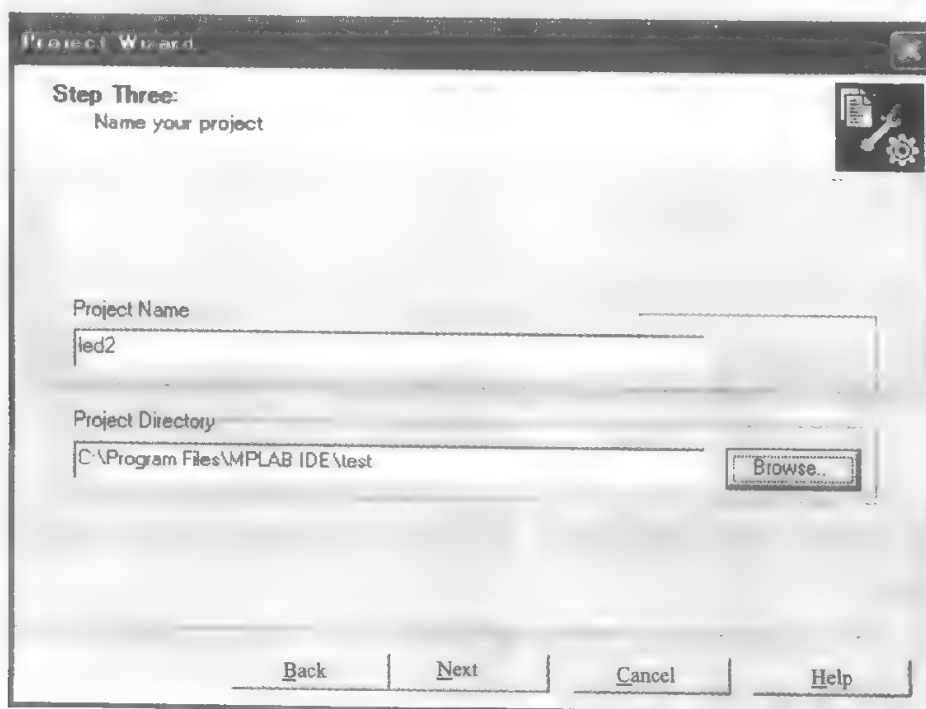 Project Wizard
Step Three:
Name your project
Project Name
led2
Project Directory
C:\Program Files\MPLAB IDE\test
Browse..
Back
Next
Cancel
Help